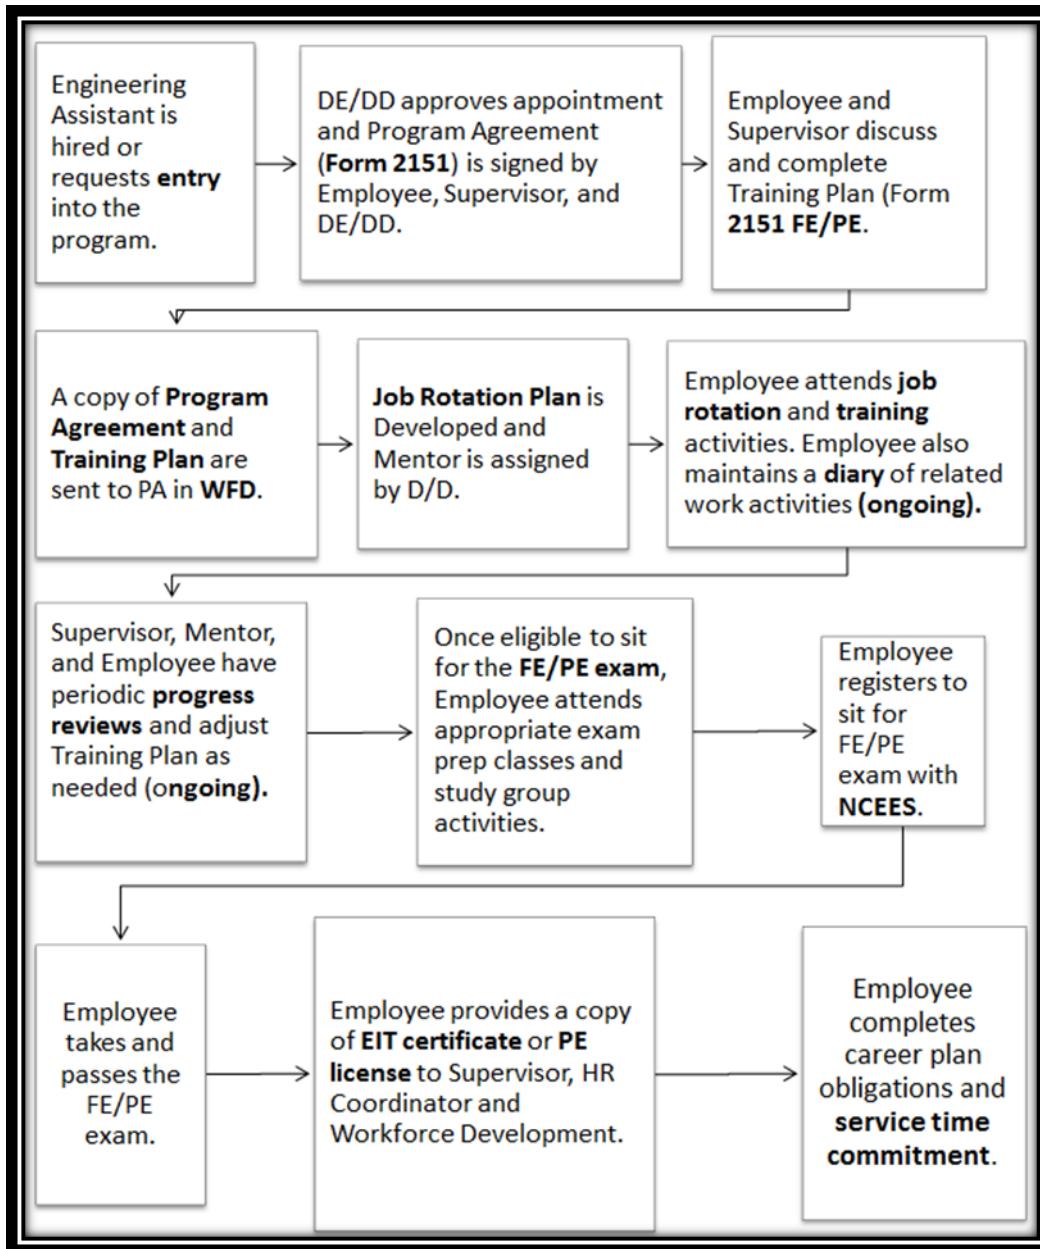 Engineering
Assistant is
hired or
requests entry
into the
program.
DE/DD approves appointment
and Program Agreement
(Form 2151) is signed by
Employee, Supervisor, and
DE/DD.
Employee and
Supervisor discuss
and complete
Training Plan (Form
2151 FE/PE.
A copy of Program
Agreement and
Training Plan are
sent to PA in WFD.
Job Rotation Plan is
Developed and
Mentor is assigned
by D/D.
Employee attends job
rotation and training
activities. Employee also
maintains a diary of related
work activities (ongoing).
Supervisor, Mentor,
and Employee have
periodic progress
reviews and adjust
Training Plan as
needed (ongoing).
Once eligible to sit
for the FE/PE exam,
Employee attends
appropriate exam
prep classes and
study group
activities.
Employee
registers to
sit for
FE/PE
exam with
NCEES.
Employee
takes and
passes the
FE/PE
exam.
Employee provides a copy
of EIT certificate or PE
license to Supervisor, HR
Coordinator and
Workforce Development.
Employee
completes
career plan
obligations and
service time
commitment.